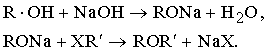 R·OH + NaOH → RONa + H₂O,
RONa + XR′ → ROR′ + NaX.